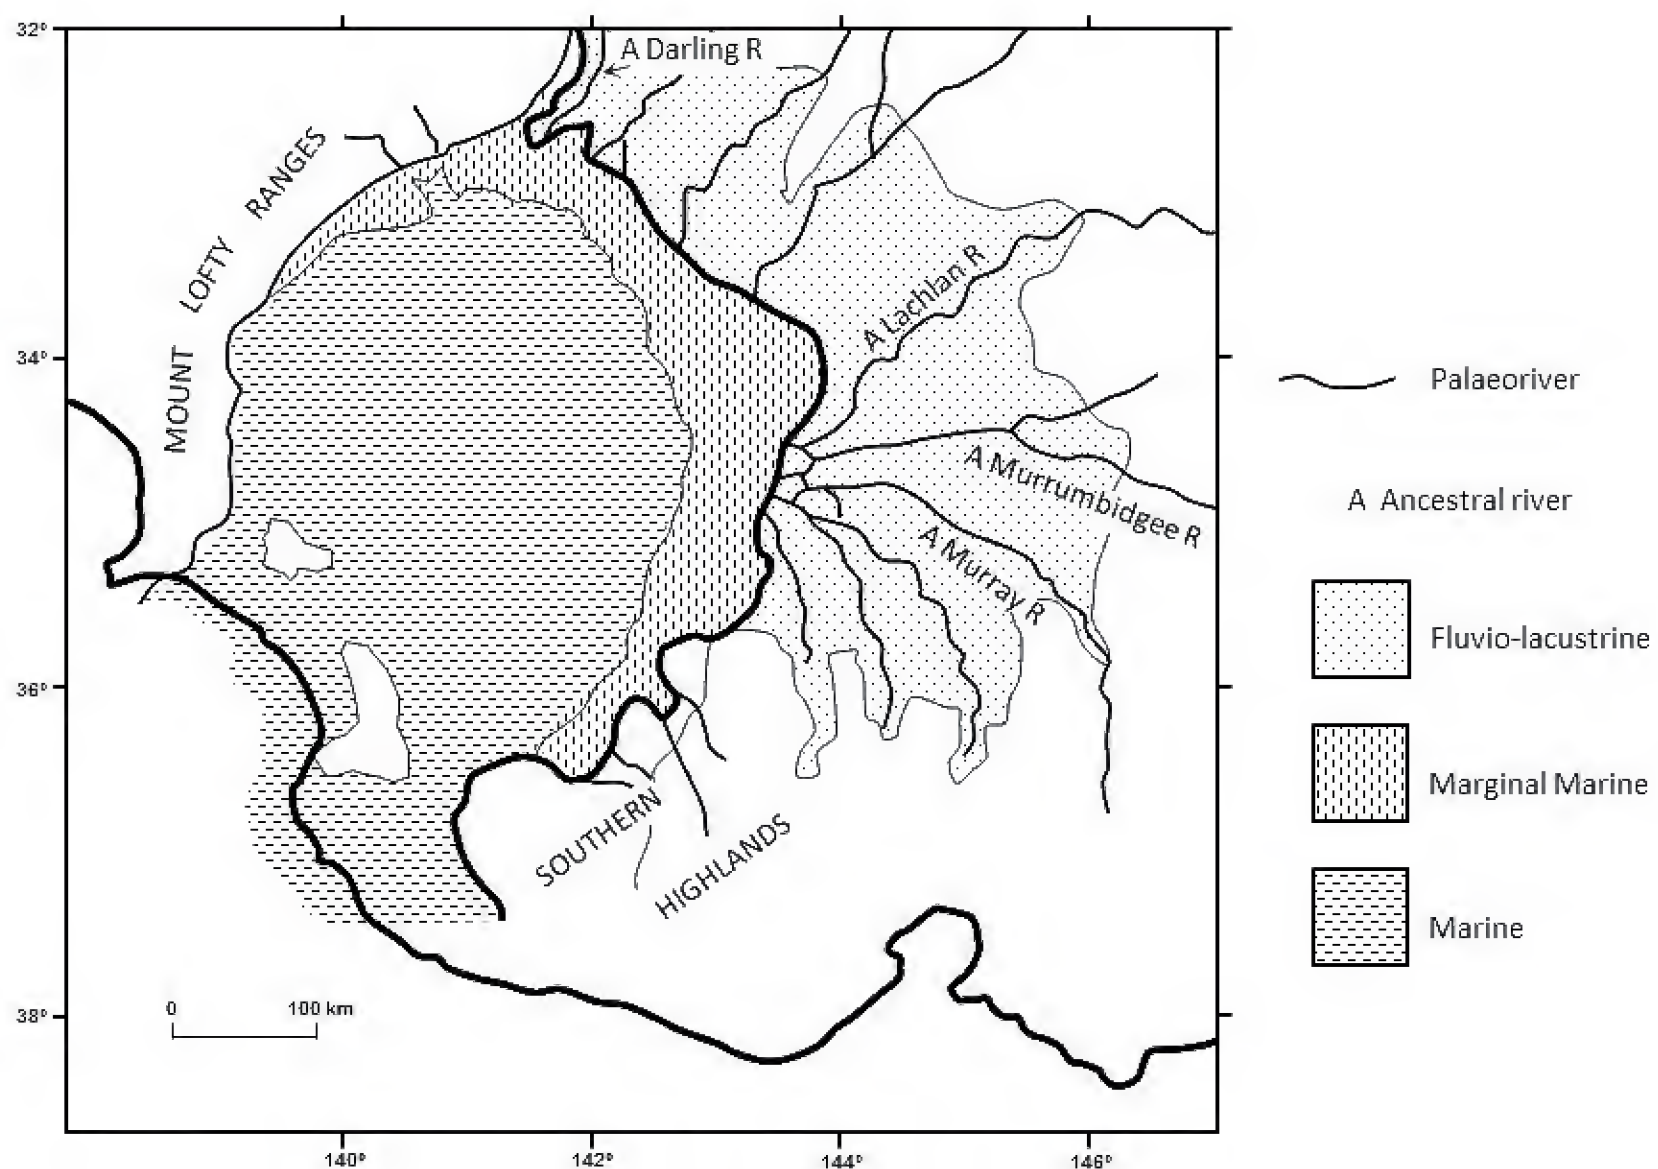 32°
A Darling R
MOUNT LOFTY RANGES
A Lachlan R
34°
Palaeoriver
A Murrumbidgee R
A Ancestral river
A Murray R
Fluvio-lacustrine
36°
Marginal Marine
SOUTHERN
HIGHLANDS
Marine
0 100 km
38°
140° 142° 144° 146°